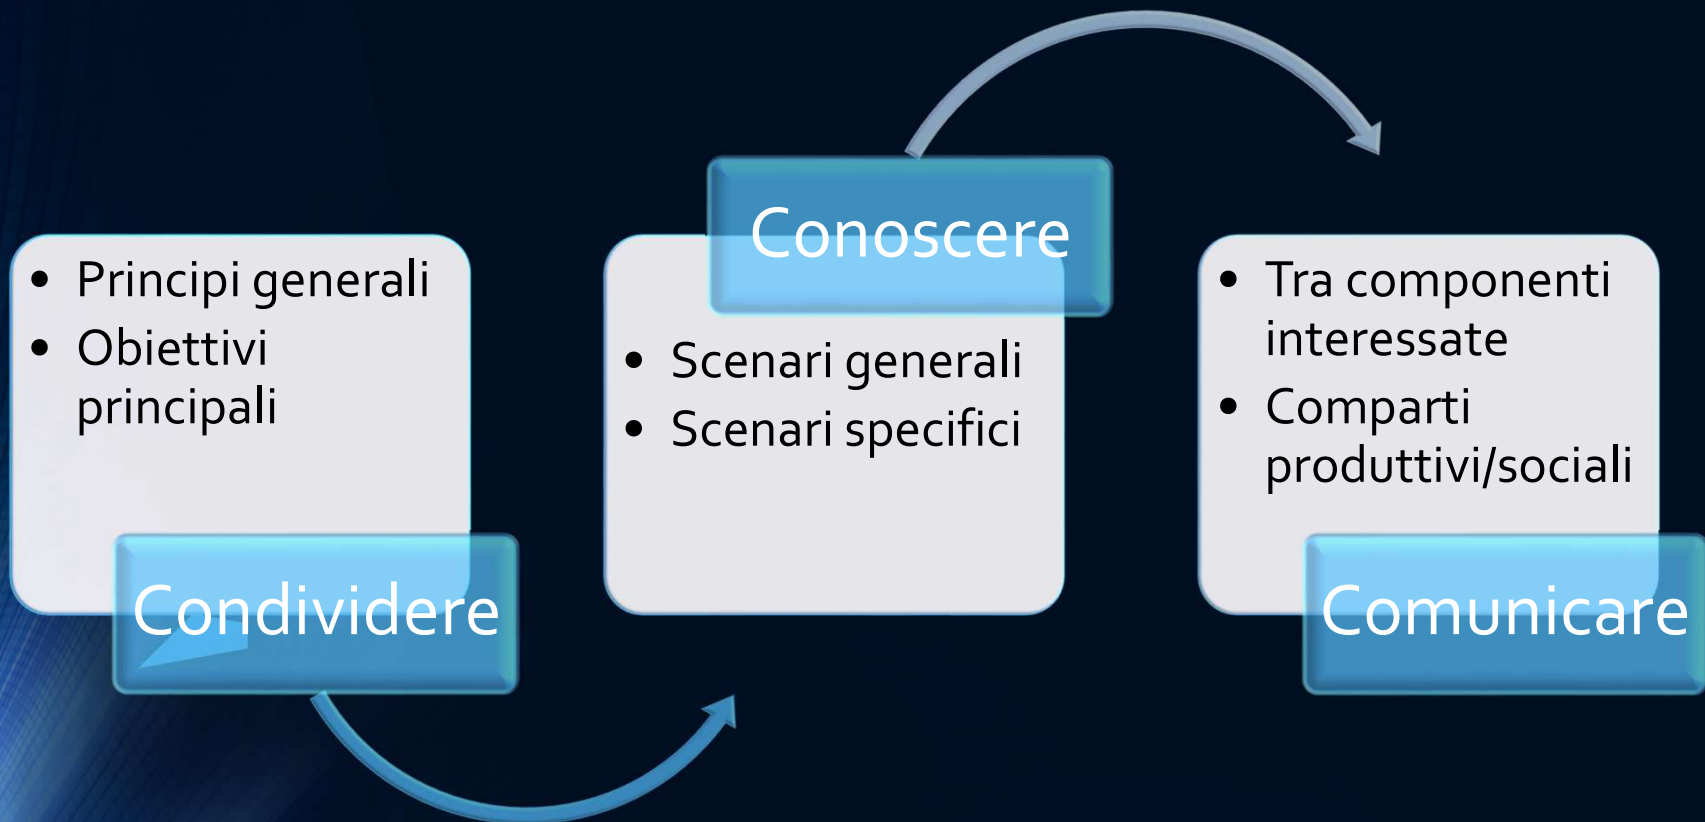 • Principi generali
• Obiettivi
principali
Condividere
Conoscere
• Scenari generali
• Scenari specifici
• Tra componenti
interessate
• Comparti
produttivi/sociali
Comunicare